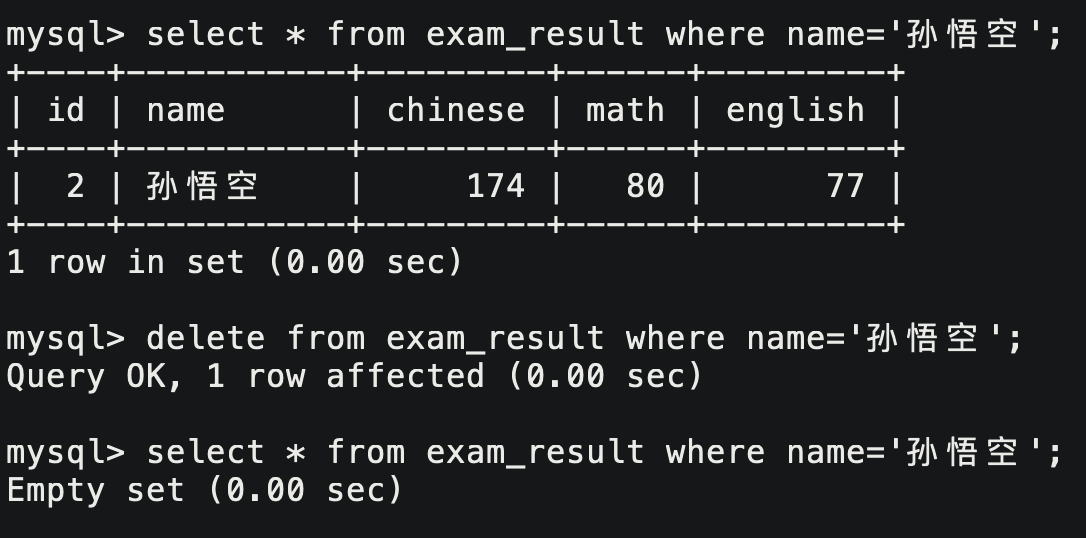 mysql> select * from exam_result where name='孙悟空';
+----+-----------+---------+------+---------+
| id | name      | chinese | math | english |
+----+-----------+---------+------+---------+
|  2 | 孙悟空    |     174 |   80 |      77 |
+----+-----------+---------+------+---------+
1 row in set (0.00 sec)
mysql> delete from exam_result where name='孙悟空';
Query OK, 1 row affected (0.00 sec)
mysql> select * from exam_result where name='孙悟空';
Empty set (0.00 sec)